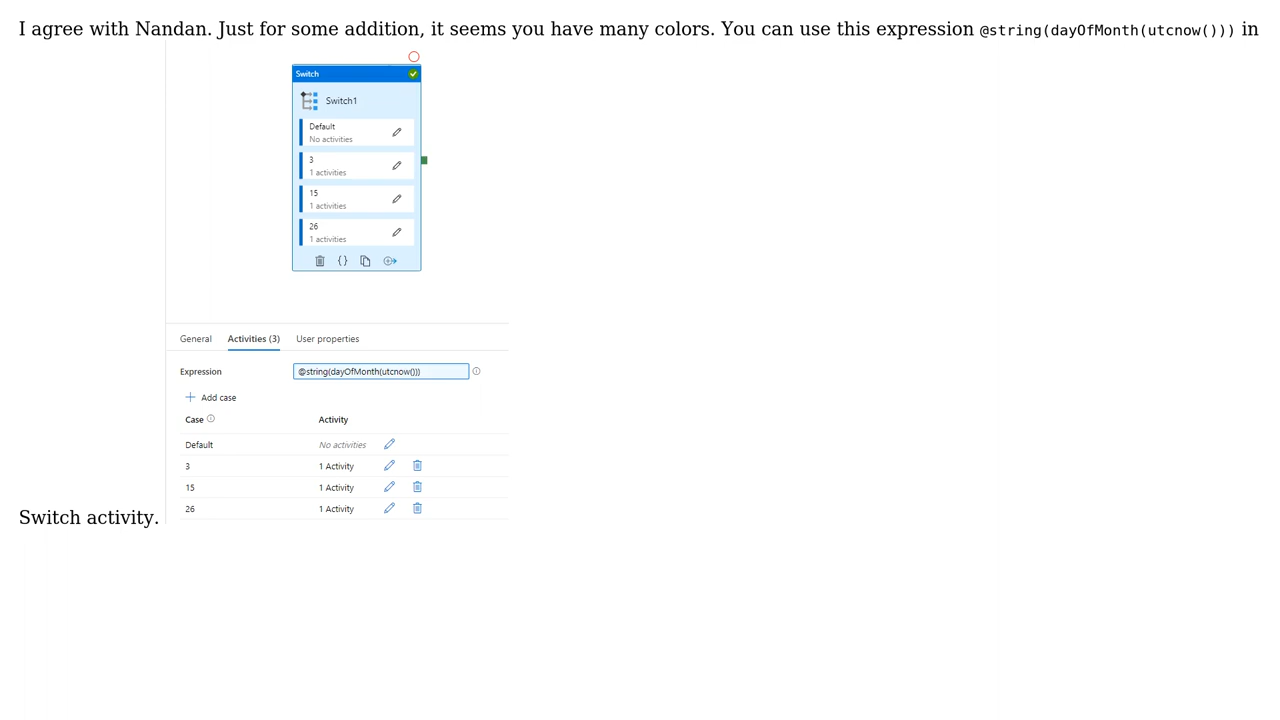 I agree with Nandan. Just for some addition, it seems you have many colors. You can use this expression @string(dayOfMonth(utcnow())) in
Switch
Switch1
Default
No activities
3
1 activities
15
1 activities
26
1 activities
{}
General Activities (3) User properties
Expression @string(dayOfMonth(utcnow()))
Add case
Case Activity
Default No activities
3 1 Activity
15 1 Activity
26 1 Activity
Switch activity.